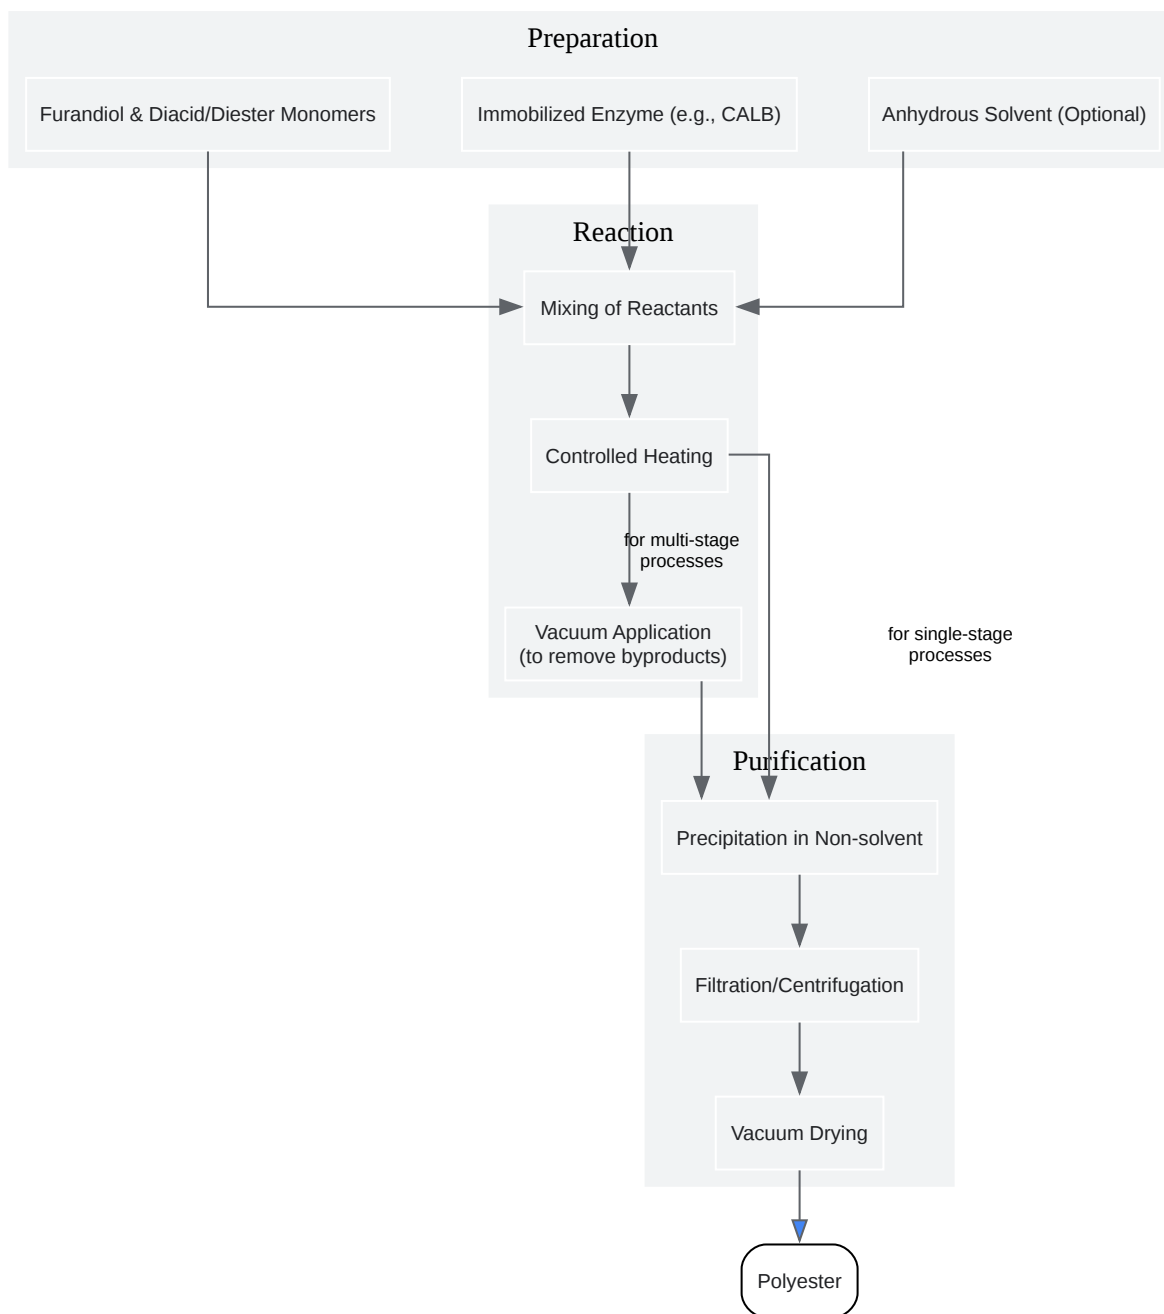 Preparation
Furandiol & Diacid/Diester Monomers
Immobilized Enzyme (e.g., CALB)
Anhydrous Solvent (Optional)
Reaction
Mixing of Reactants
Controlled Heating
for multi-stage
processes
Vacuum Application
(to remove byproducts)
for single-stage
processes
Purification
Precipitation in Non-solvent
Filtration/Centrifugation
Vacuum Drying
Polyester